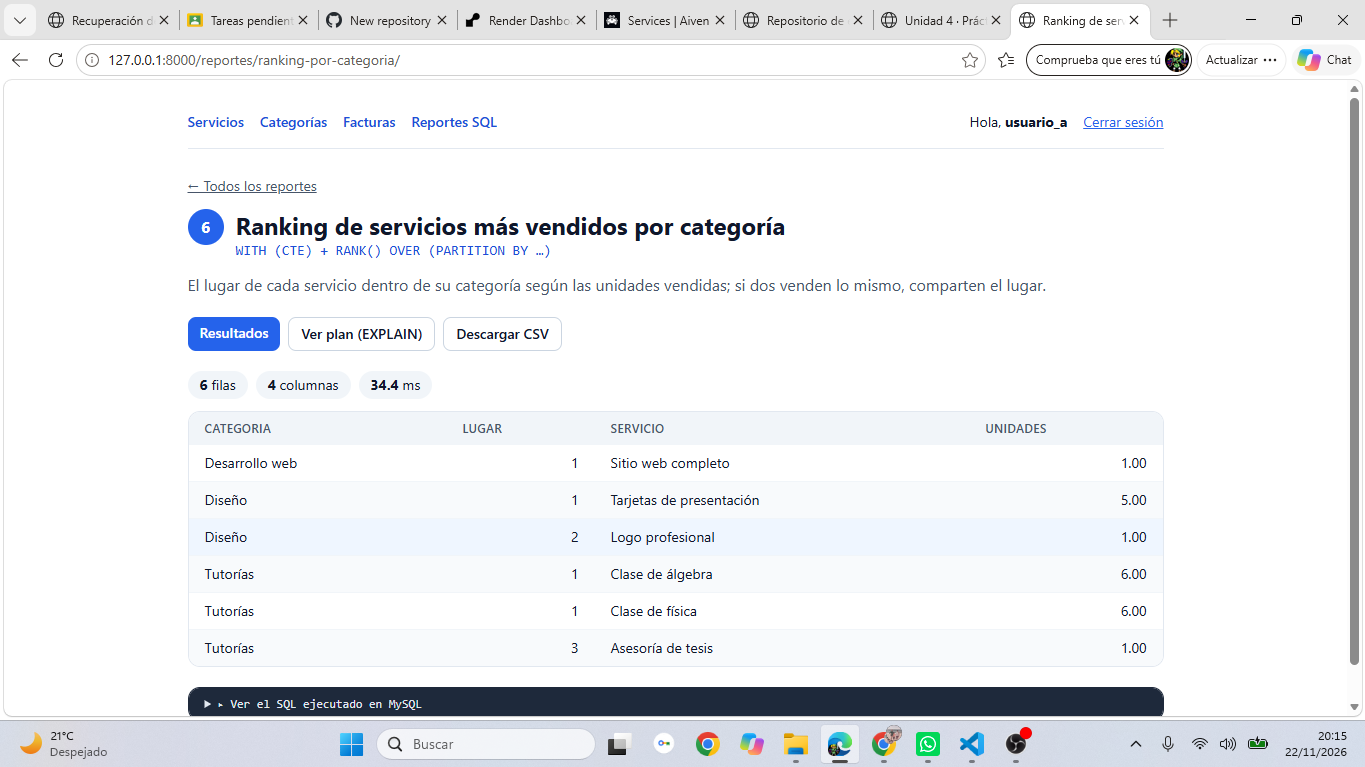 Recuperación d
Tareas pendient
New repository
Render Dashbo
Services | Aiven
Repositorio de
Unidad 4 · Prác
Ranking de ser
127.0.0.1:8000/reportes/ranking-por-categoria/
Comprueba que eres tú
Actualizar
Chat
Servicios Categorías Facturas Reportes SQL
Hola, usuario_a Cerrar sesión
← Todos los reportes
6 Ranking de servicios más vendidos por categoría
WITH (CTE) + RANK() OVER (PARTITION BY …)
El lugar de cada servicio dentro de su categoría según las unidades vendidas; si dos venden lo mismo, comparten el lugar.
Resultados Ver plan (EXPLAIN) Descargar CSV
6 filas 4 columnas 34.4 ms
CATEGORIA LUGAR SERVICIO UNIDADES
Desarrollo web 1 Sitio web completo 1.00
Diseño 1 Tarjetas de presentación 5.00
Diseño 2 Logo profesional 1.00
Tutorías 1 Clase de álgebra 6.00
Tutorías 1 Clase de física 6.00
Tutorías 3 Asesoría de tesis 1.00
▶ ▸ Ver el SQL ejecutado en MySQL
21°C
Despejado
Buscar
20:15
22/11/2026